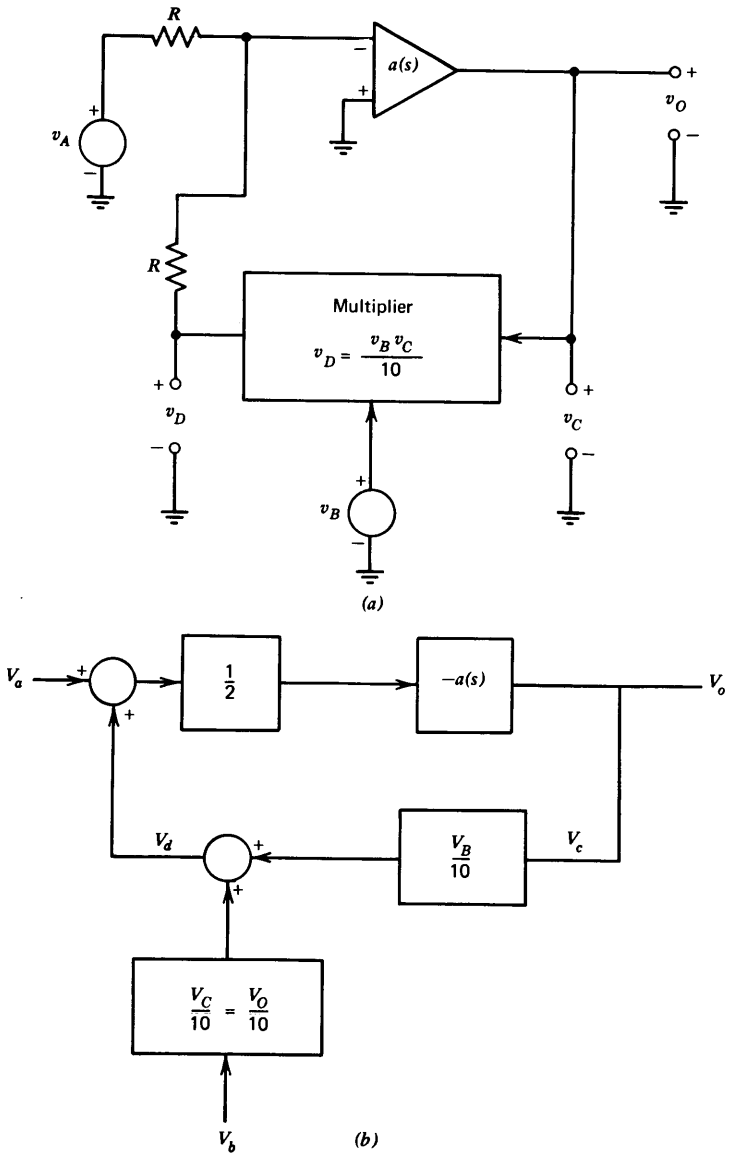 R
a(s)
−
+
+
v_O
−
+
v_A
−
R
Multiplier
v_D = v_B v_C / 10
+
v_D
−
+
v_C
−
+
v_B
−
(a)
V_a
+
+
1/2
−a(s)
V_o
V_d
+
+
V_B/10
V_c
V_C/10 = V_O/10
V_b
(b)